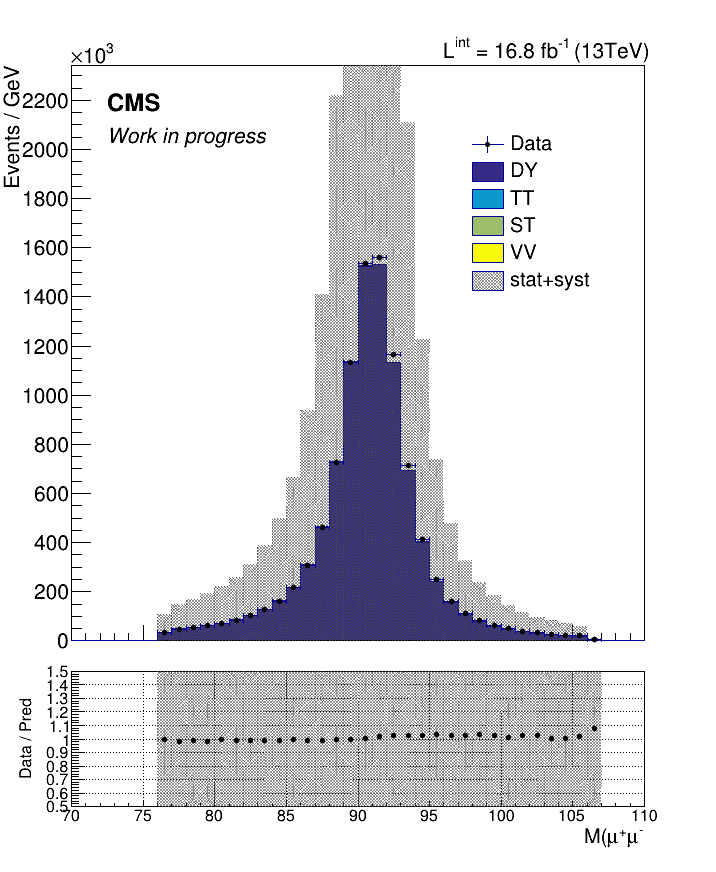 ×10³
L^int = 16.8 fb⁻¹ (13TeV)
Events / GeV
2200
2000
1800
1600
1400
1200
1000
800
600
400
200
0
CMS
Work in progress
Data
DY
TT
ST
VV
stat+syst
Data / Pred
1.5
1.4
1.3
1.2
1.1
1
0.9
0.8
0.7
0.6
0.5
70 75 80 85 90 95 100 105 110
M(μ⁺μ⁻